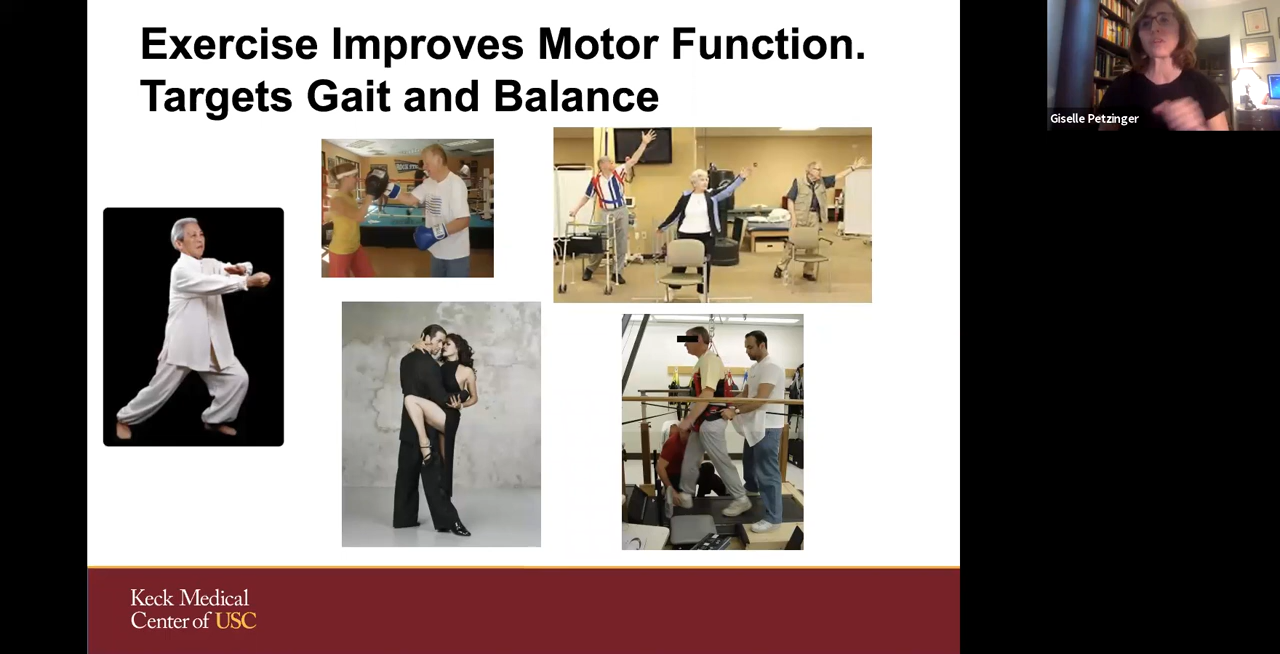 Exercise Improves Motor Function.
Targets Gait and Balance
Giselle Petzinger
Keck Medical
Center of USC